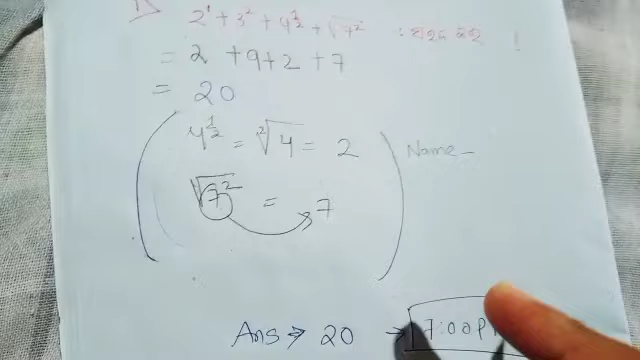 2¹ + 3² + 4^½ + √7²
= 2 + 9 + 2 + 7
= 20
4^½ = ²√4 = 2
Name -
√7² = 7
Ans → 20 → 7:00P